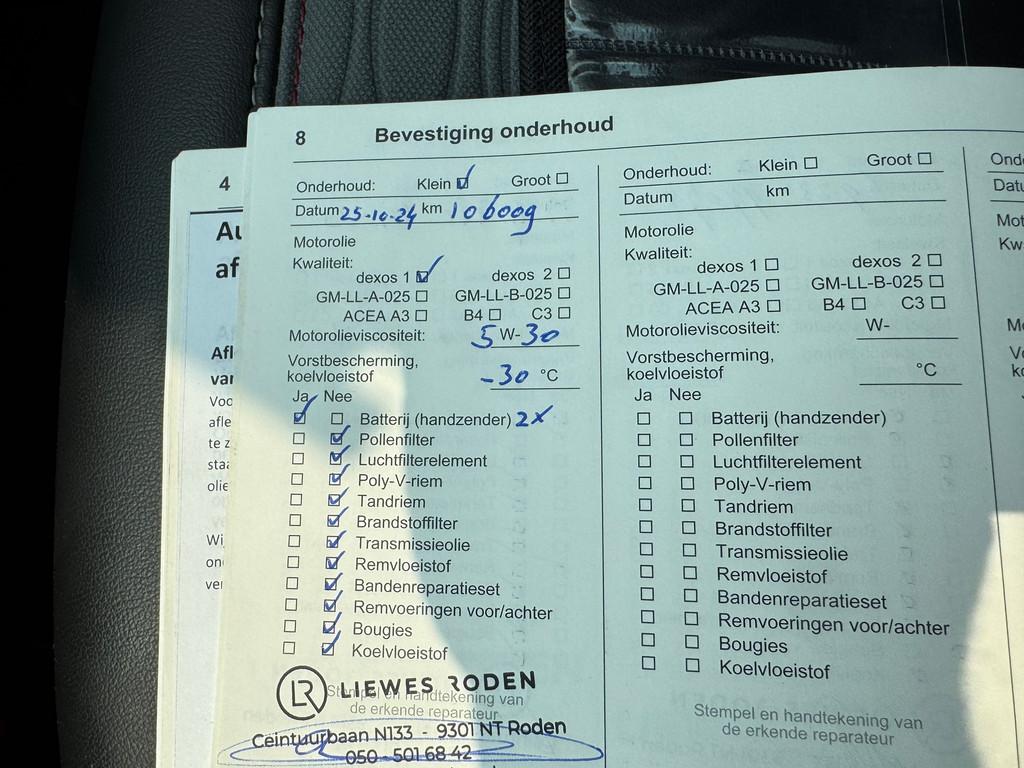 8 Bevestiging onderhoud
Onderhoud: Klein Groot
Datum 25-10-24 km
Motorolie
Kwaliteit:
dexos 1 dexos 2
GM-LL-A-025 GM-LL-B-025
ACEA A3 B4 C3
Motorolieviscositeit: 5 W-30
Vorstbescherming,
koelvloeistof -30 °C
Ja Nee
Batterij (handzender) 2x
Pollenfilter
Luchtfilterelement
Poly-V-riem
Tandriem
Brandstoffilter
Transmissieolie
Remvloeistof
Bandenreparatieset
Remvoeringen voor/achter
Bougies
Koelvloeistof
LR LIEWES RODEN
Stempel en handtekening van
de erkende reparateur
Ceintuurbaan N133 - 9301 NT Roden
050 - 501 68 42
Onderhoud: Klein Groot
Datum km
Motorolie
Kwaliteit:
dexos 1 dexos 2
GM-LL-A-025 GM-LL-B-025
ACEA A3 B4 C3
Motorolieviscositeit: W-
Vorstbescherming,
koelvloeistof °C
Ja Nee
Batterij (handzender)
Pollenfilter
Luchtfilterelement
Poly-V-riem
Tandriem
Brandstoffilter
Transmissieolie
Remvloeistof
Bandenreparatieset
Remvoeringen voor/achter
Bougies
Koelvloeistof
Stempel en handtekening van
de erkende reparateur
4